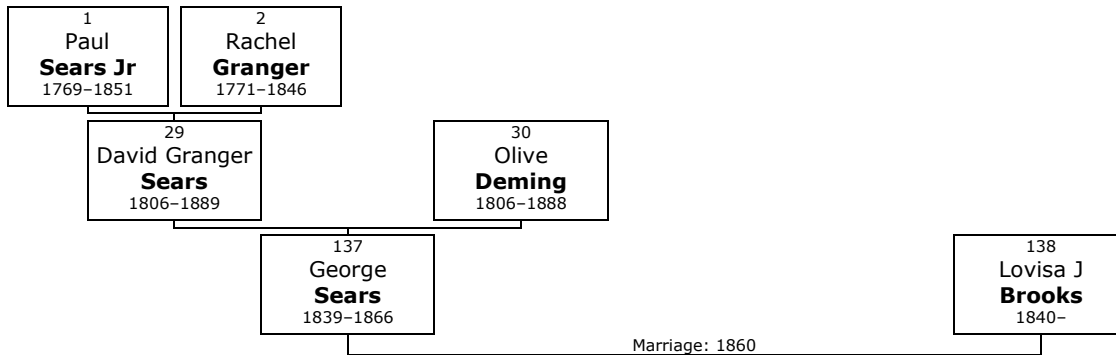 1
Paul
Sears Jr
1769–1851
2
Rachel
Granger
1771–1846
29
David Granger
Sears
1806–1889
30
Olive
Deming
1806–1888
137
George
Sears
1839–1866
138
Lovisa J
Brooks
1840–
Marriage: 1860